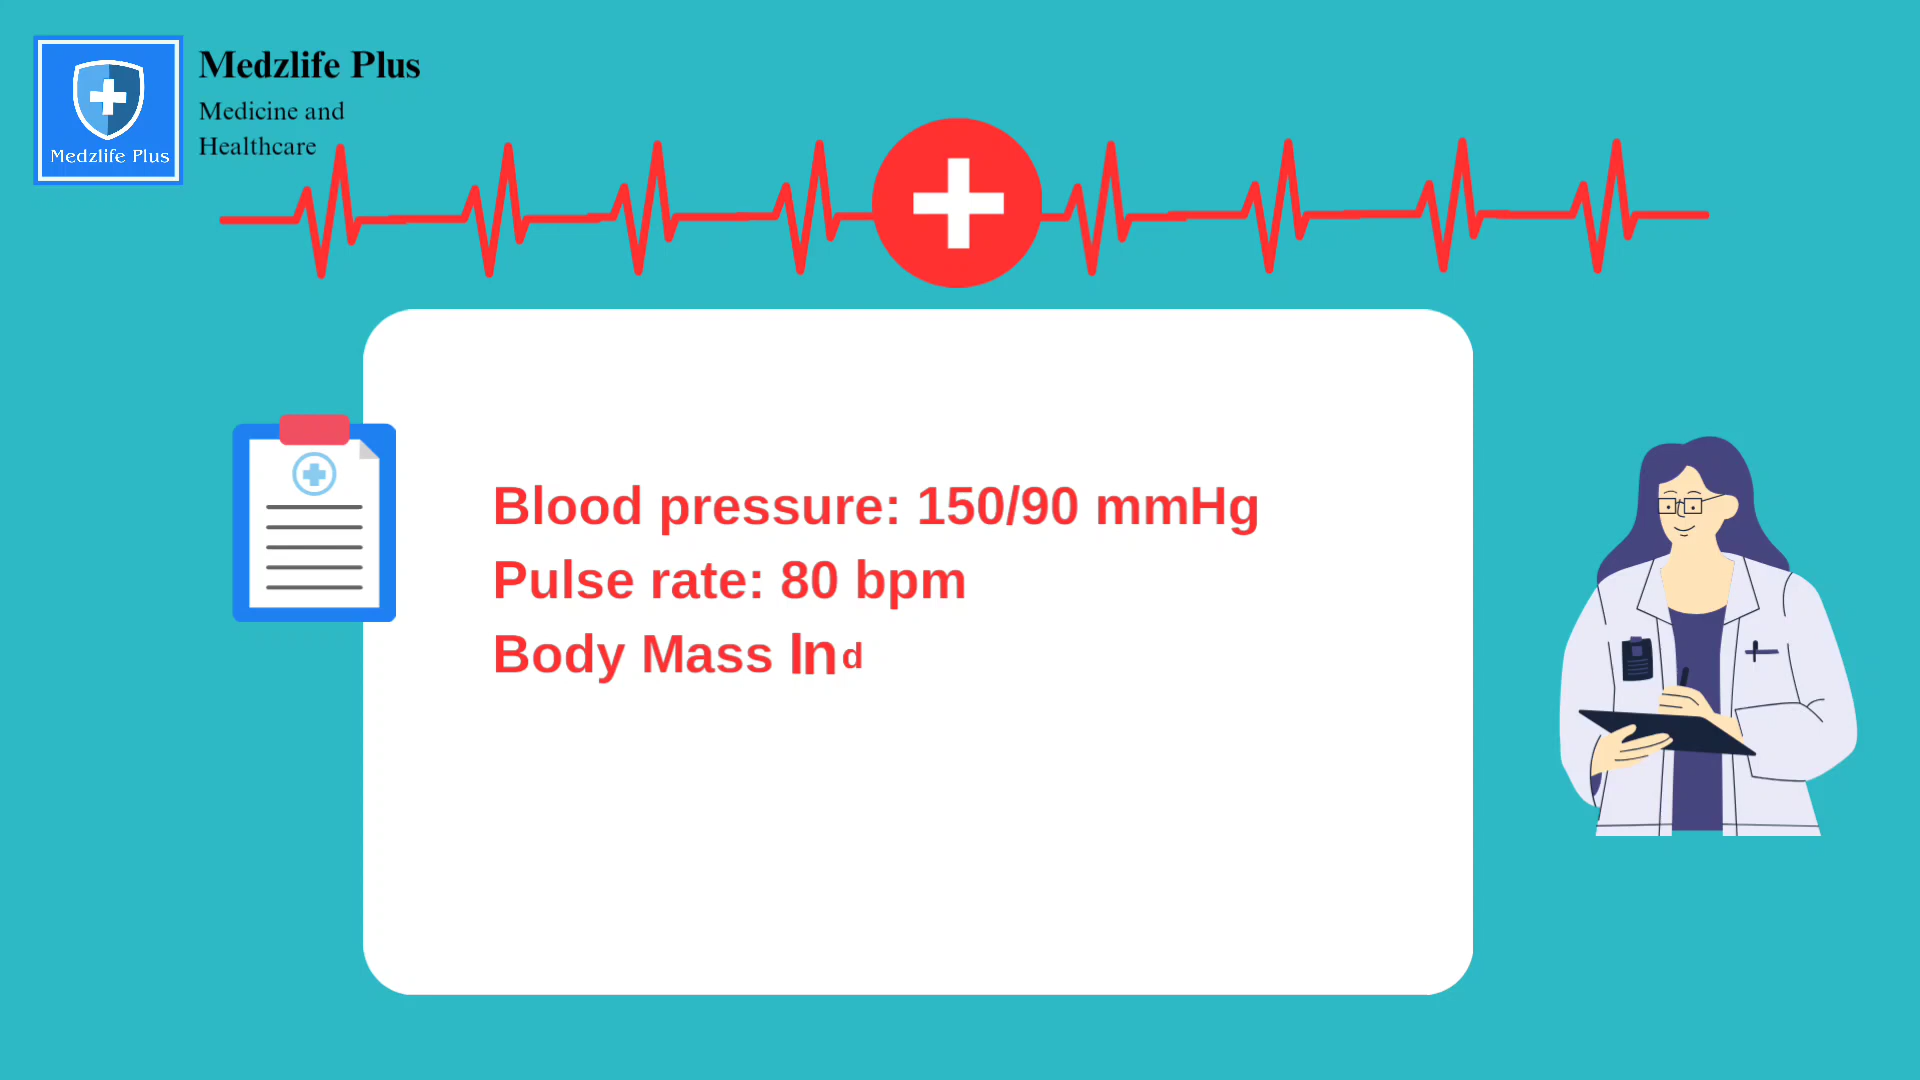 Medzlife Plus
Medicine and
Healthcare
Medzlife Plus
Blood pressure: 150/90 mmHg
Pulse rate: 80 bpm
Body Mass Ind